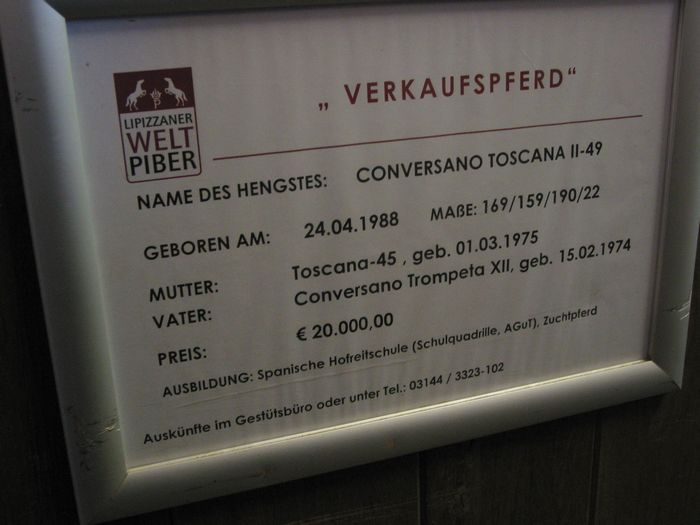 LIPIZZANER
WELT
PIBER
„ VERKAUFSPFERD“
NAME DES HENGSTES: CONVERSANO TOSCANA II-49
GEBOREN AM: 24.04.1988 MAßE: 169/159/190/22
MUTTER: Toscana-45 , geb. 01.03.1975
VATER: Conversano Trompeta XII, geb. 15.02.1974
PREIS: € 20.000,00
AUSBILDUNG: Spanische Hofreitschule (Schulquadrille, AGuT), Zuchtpferd
Auskünfte im Gestütsbüro oder unter Tel.: 03144 / 3323-102